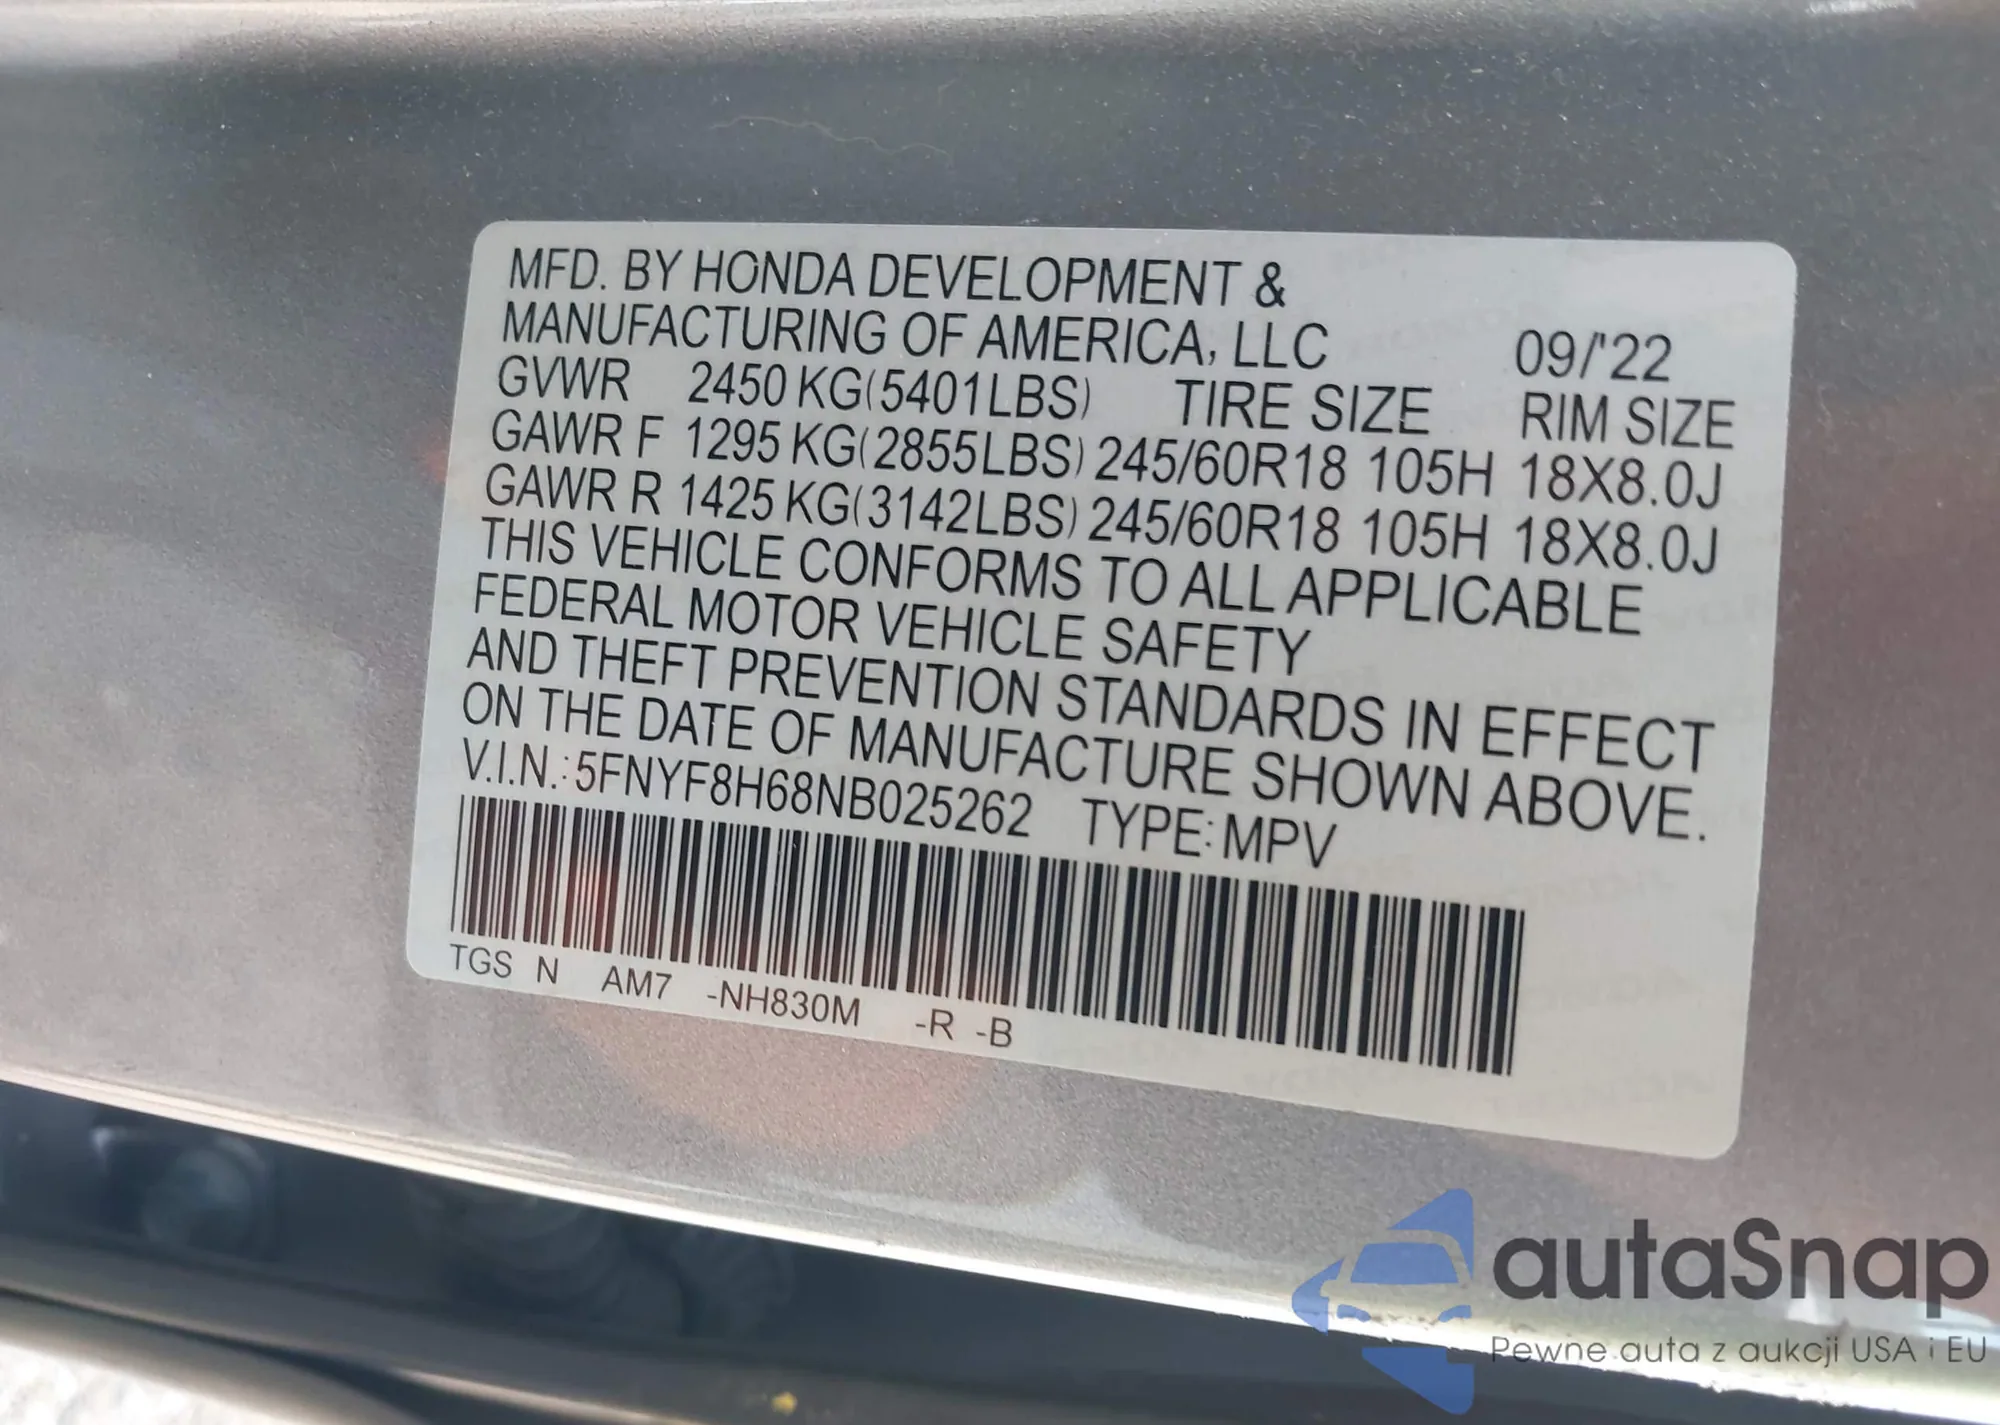 MFD. BY HONDA DEVELOPMENT &
MANUFACTURING OF AMERICA, LLC 09/'22
GVWR 2450 KG(5401LBS) TIRE SIZE RIM SIZE
GAWR F 1295 KG(2855LBS) 245/60R18 105H 18X8.0J
GAWR R 1425 KG(3142LBS) 245/60R18 105H 18X8.0J
THIS VEHICLE CONFORMS TO ALL APPLICABLE
FEDERAL MOTOR VEHICLE SAFETY
AND THEFT PREVENTION STANDARDS IN EFFECT
ON THE DATE OF MANUFACTURE SHOWN ABOVE.
V.I.N.:5FNYF8H68NB025262 TYPE:MPV
TGS N AM7 -NH830M -R -B
autaSnap
Pewne auta z aukcji USA i EU